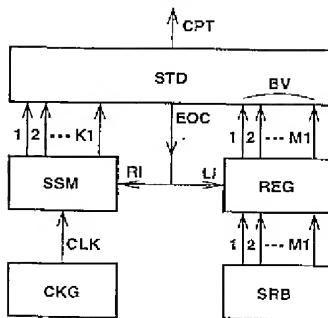 CPT
STD
BV
EOC
1 2 --- K1
1 2 --- M1
SSM
RI
LI
REG
CLK
1 2 --- M1
CKG
SRB